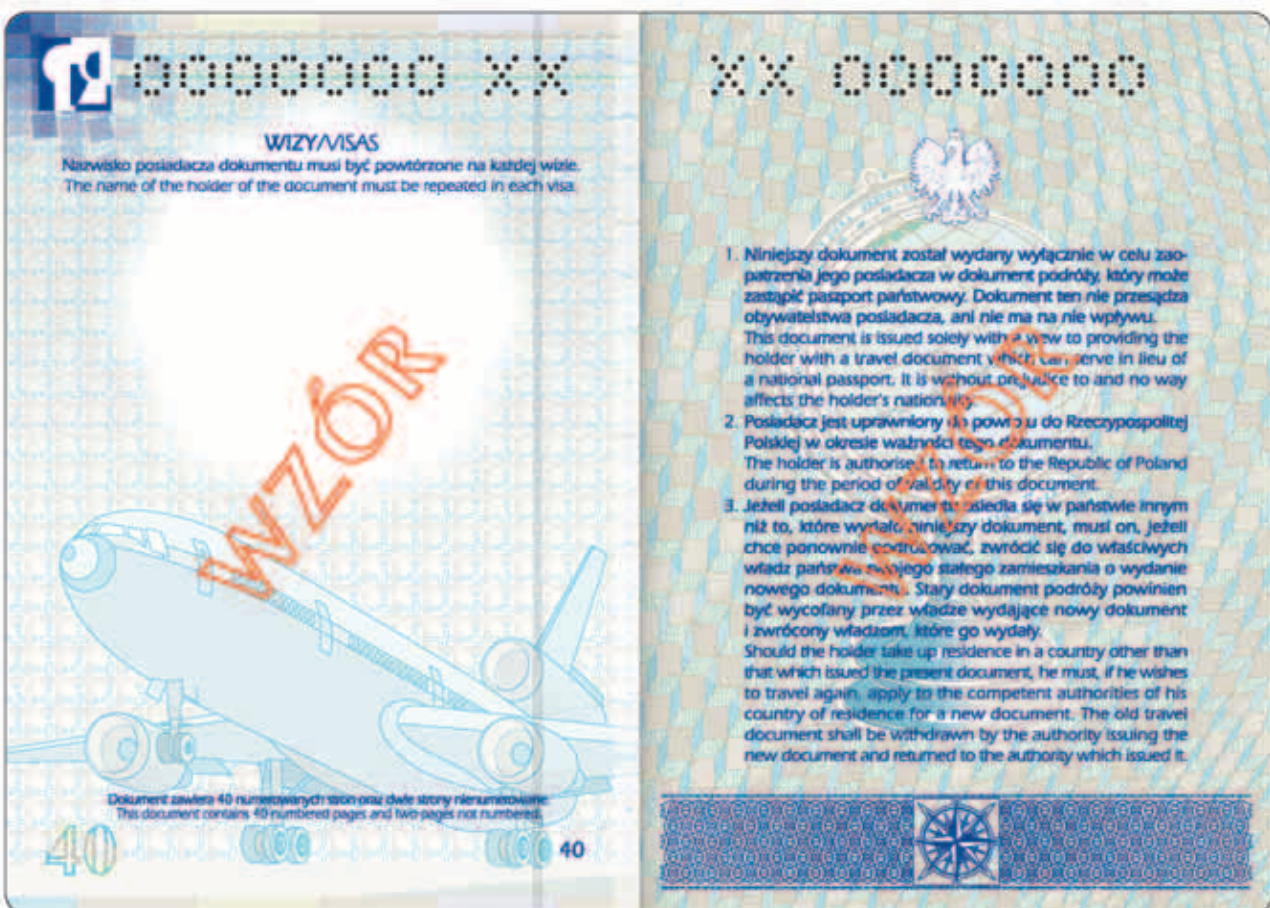 0000000 XX
WIZY/VISAS
Nazwisko posiadacza dokumentu musi być powtórzone na każdej wizie.
The name of the holder of the document must be repeated in each visa.
WZÓR
Dokument zawiera 40 numerowanych stron oraz dwie strony nienumerowane.
This document contains 40 numbered pages and two pages not numbered.
40
40
XX 0000000
1. Niniejszy dokument został wydany wyłącznie w celu zao-
patrzenia jego posiadacza w dokument podróży, który może
zastąpić paszport państwowy. Dokument ten nie przesądza
obywatelstwa posiadacza, ani nie ma na nie wpływu.
This document is issued solely with a view to providing the
holder with a travel document which can serve in lieu of
a national passport. It is without prejudice to and no way
affects the holder's nationality.
2. Posiadacz jest uprawniony do powrotu do Rzeczypospolitej
Polskiej w okresie ważności tego dokumentu.
The holder is authorised to return to the Republic of Poland
during the period of validity of this document.
3. Jeżeli posiadacz dokumentu osiedla się w państwie innym
niż to, które wydało niniejszy dokument, musi on, jeżeli
chce ponownie podróżować, zwrócić się do właściwych
władz państwa swojego stałego zamieszkania o wydanie
nowego dokumentu. Stary dokument podróży powinien
być wycofany przez władze wydające nowy dokument
i zwrócony władzom, które go wydały.
Should the holder take up residence in a country other than
that which issued the present document, he must, if he wishes
to travel again, apply to the competent authorities of his
country of residence for a new document. The old travel
document shall be withdrawn by the authority issuing the
new document and returned to the authority which issued it.
WZÓR